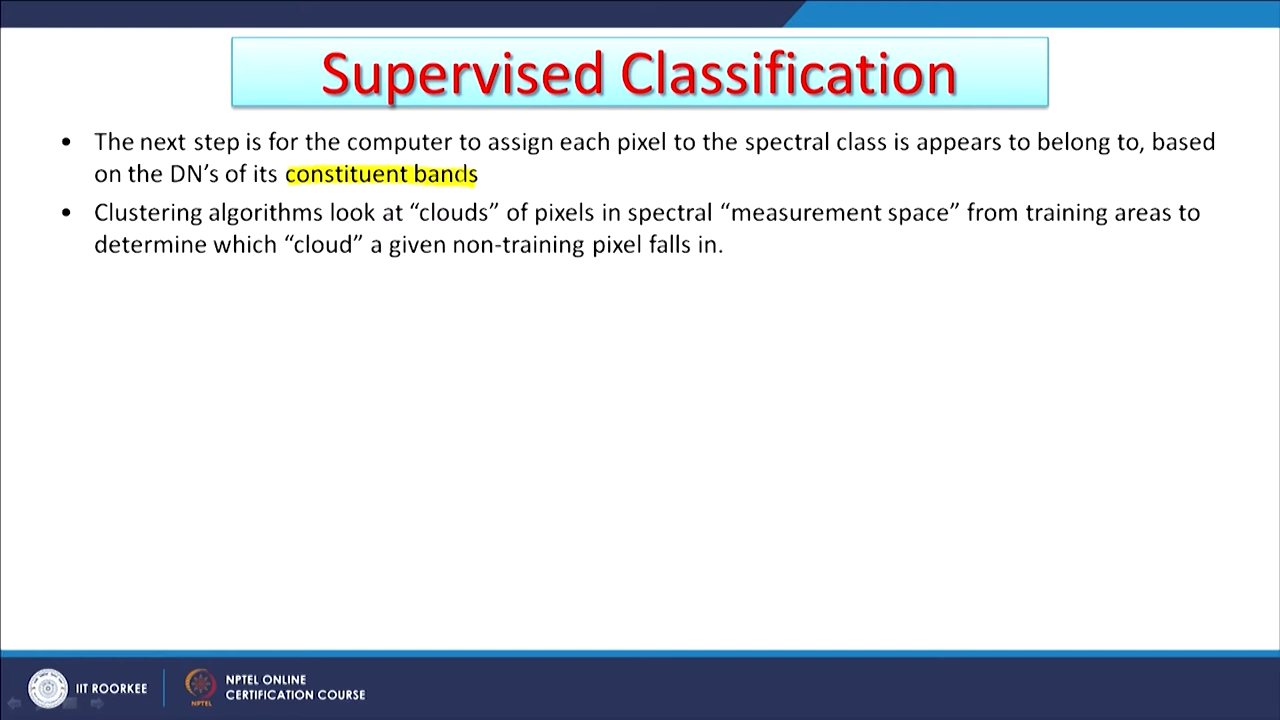 Supervised Classification
• The next step is for the computer to assign each pixel to the spectral class is appears to belong to, based
on the DN’s of its constituent bands
• Clustering algorithms look at “clouds” of pixels in spectral “measurement space” from training areas to
determine which “cloud” a given non-training pixel falls in.
IIT ROORKEE
NPTEL
NPTEL ONLINE
CERTIFICATION COURSE